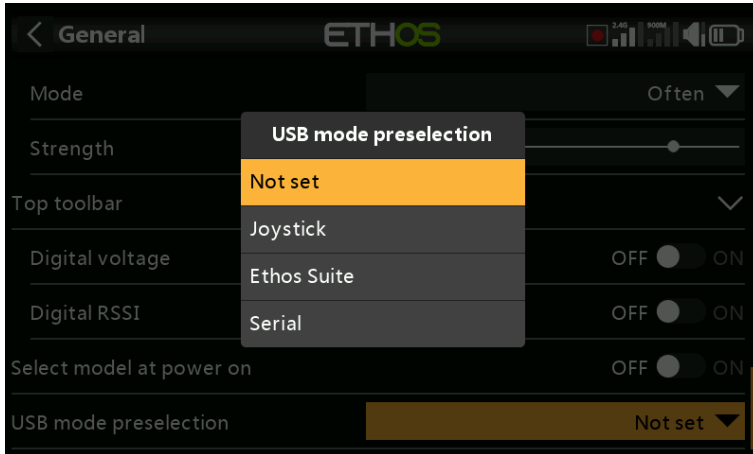 General
ETHOS
2.4G
900M
Mode
Often
Strength
Top toolbar
Digital voltage
OFF ON
Digital RSSI
OFF ON
Select model at power on
OFF ON
USB mode preselection
Not set
USB mode preselection
Not set
Joystick
Ethos Suite
Serial